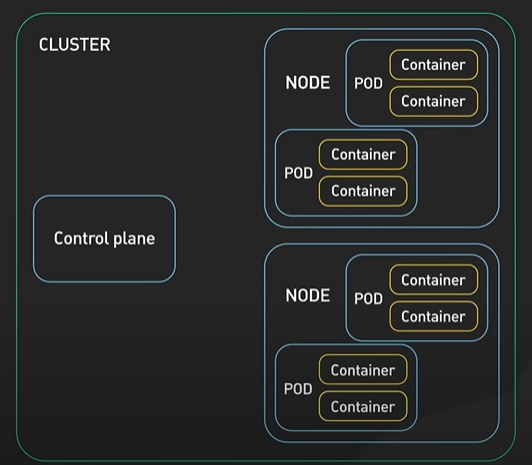 CLUSTER
NODE
POD
Container
Container
POD
Container
Container
Control plane
NODE
POD
Container
Container
POD
Container
Container